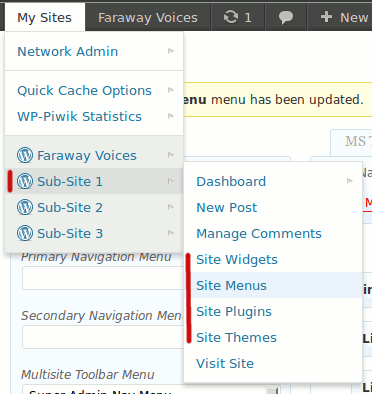 My Sites Faraway Voices 1 + New
Network Admin
Quick Cache Options
WP-Piwik Statistics
enu menu has been updated.
Faraway Voices
Sub-Site 1
Sub-Site 2
Sub-Site 3
MS T
Dashboard
New Post
Manage Comments
Site Widgets
Site Menus
Site Plugins
Site Themes
Visit Site
Primary Navigation Menu
Secondary Navigation Menu
Multisite Toolbar Menu
Super Admin Nav Menu